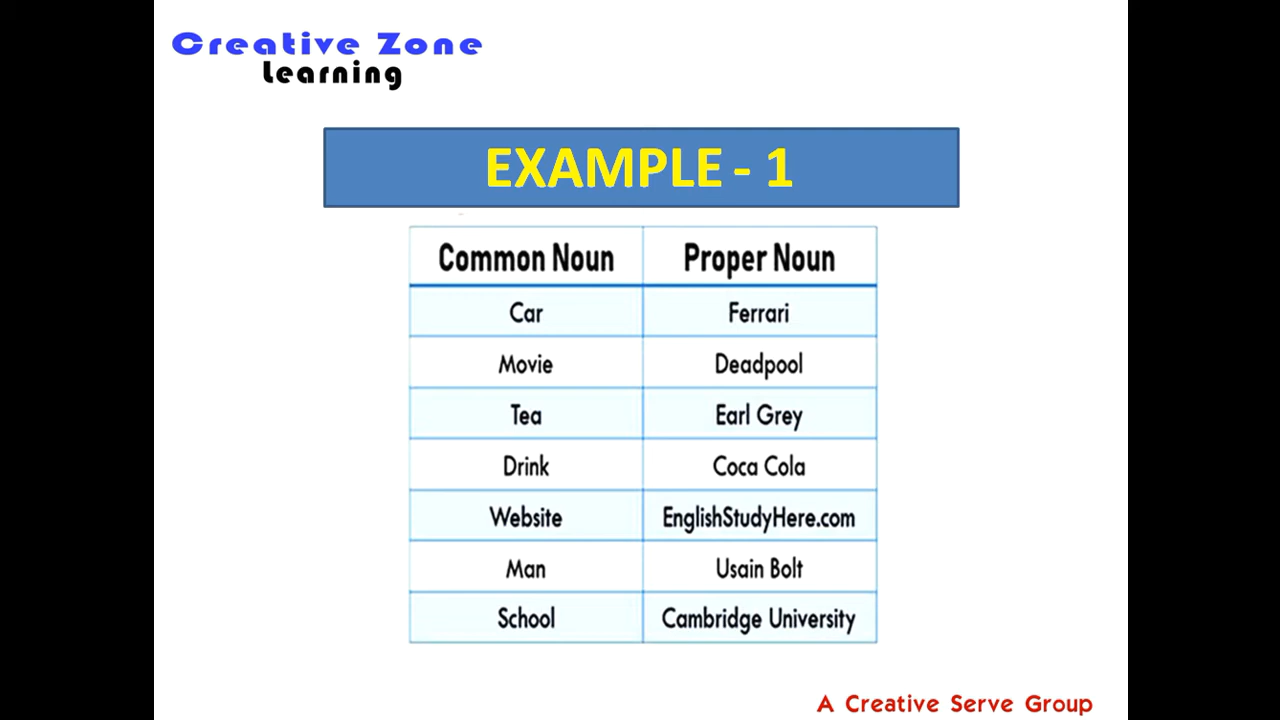 Creative Zone
Learning
EXAMPLE - 1
Common Noun Proper Noun
Car Ferrari
Movie Deadpool
Tea Earl Grey
Drink Coca Cola
Website EnglishStudyHere.com
Man Usain Bolt
School Cambridge University
A Creative Serve Group